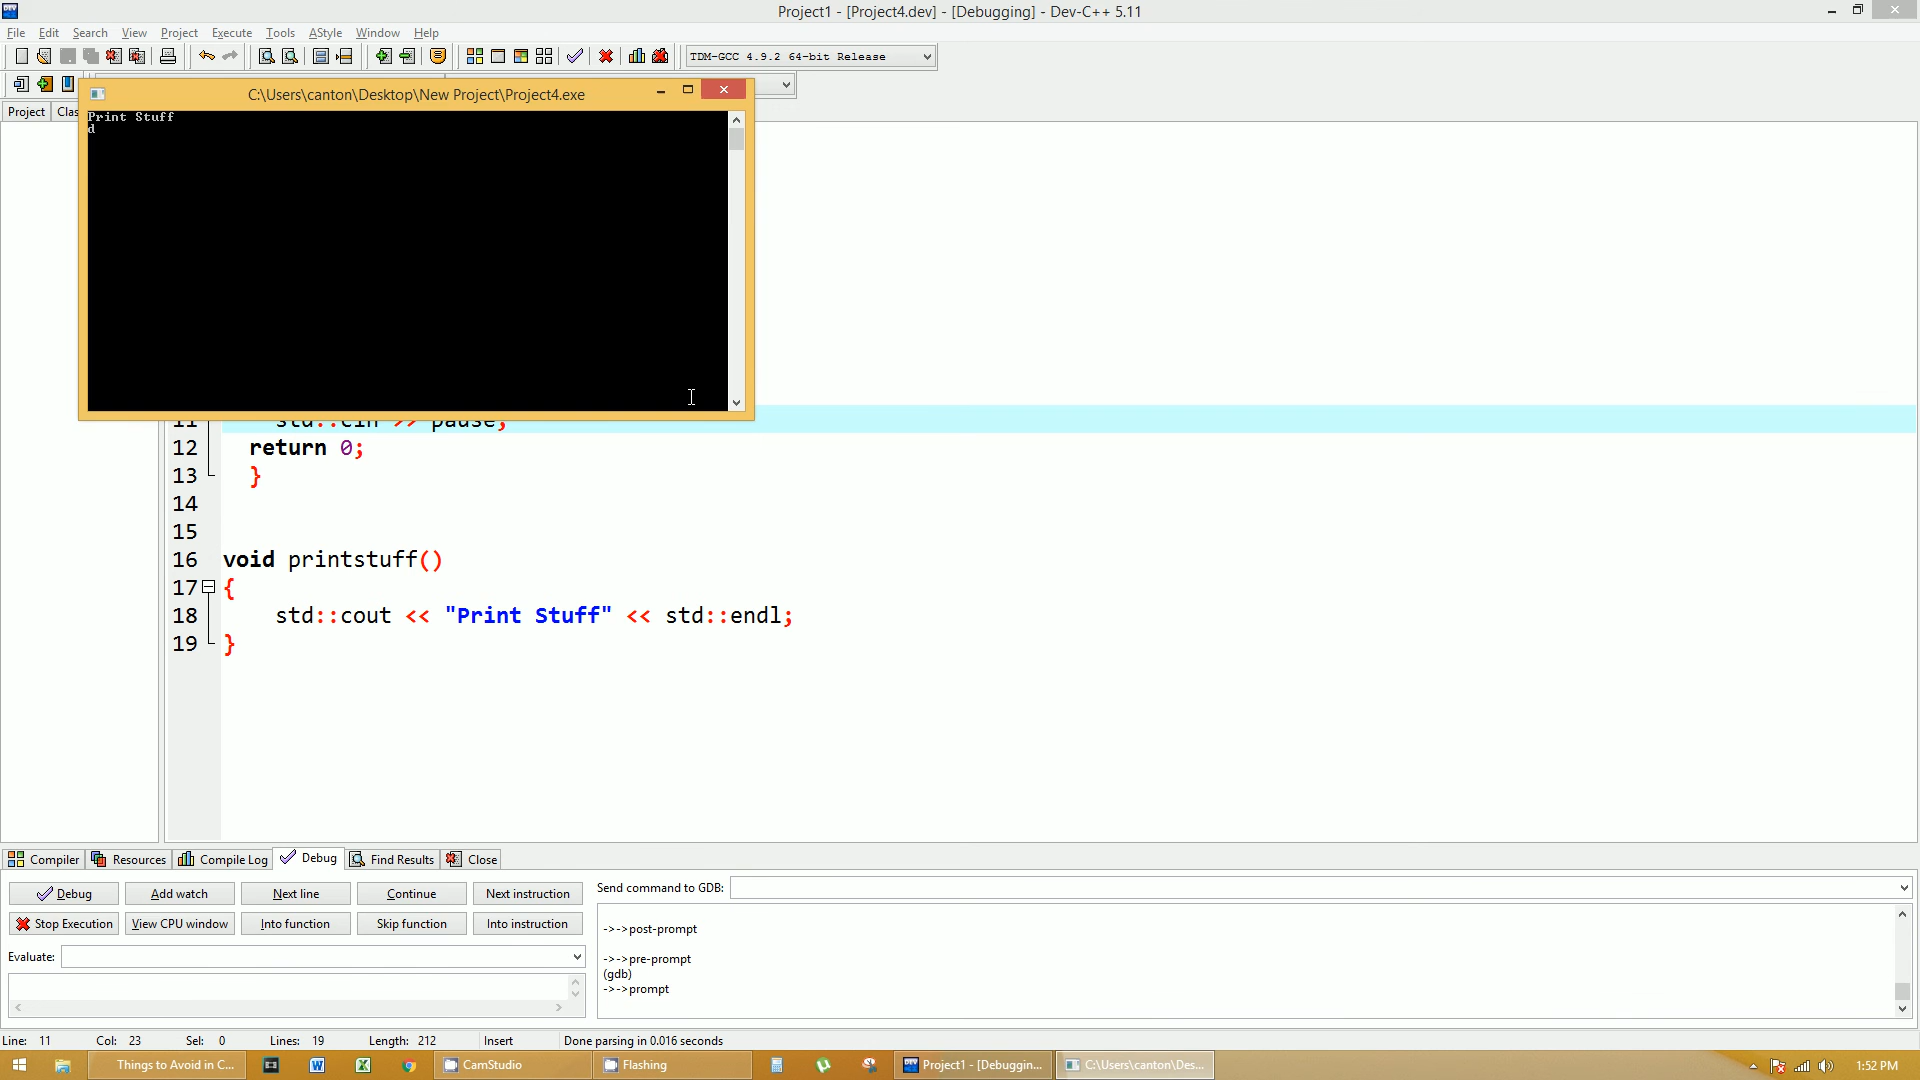 Project1 - [Project4.dev] - [Debugging] - Dev-C++ 5.11
File Edit Search View Project Execute Tools AStyle Window Help
TDM-GCC 4.9.2 64-bit Release
C:\Users\canton\Desktop\New Project\Project4.exe
Project Clas
Print Stuff
d
11 std::cin >> pause;
12 return 0;
13 }
14
15
16 void printstuff()
17 {
18 std::cout << "Print Stuff" << std::endl;
19 }
Compiler Resources Compile Log Debug Find Results Close
Debug Add watch Next line Continue Next instruction
Send command to GDB:
Stop Execution View CPU window Into function Skip function Into instruction
Evaluate:
->->post-prompt
->->pre-prompt
(gdb)
->->prompt
Line: 11 Col: 23 Sel: 0 Lines: 19 Length: 212 Insert Done parsing in 0.016 seconds
Things to Avoid in C... CamStudio Flashing Project1 - [Debuggin... C:\Users\canton\Des... 1:52 PM